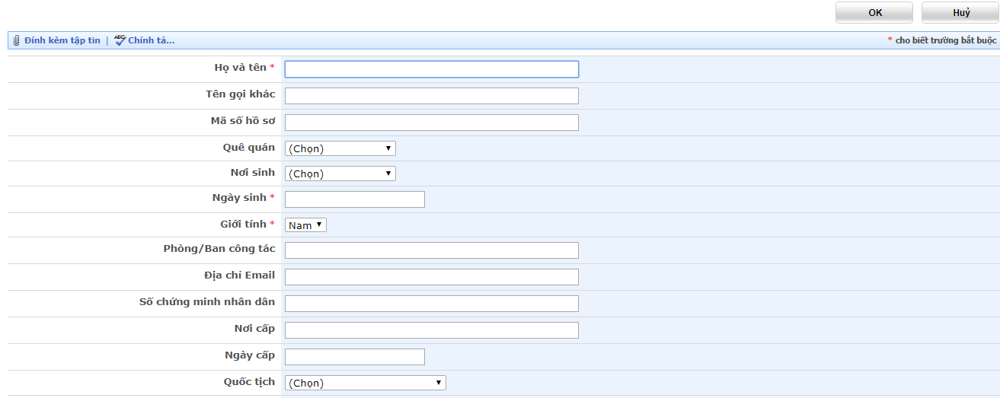 OK Huỷ
Đính kèm tập tin | ABC Chính tả... * cho biết trường bắt buộc
Họ và tên *
Tên gọi khác
Mã số hồ sơ
Quê quán (Chọn)
Nơi sinh (Chọn)
Ngày sinh *
Giới tính * Nam
Phòng/Ban công tác
Địa chỉ Email
Số chứng minh nhân dân
Nơi cấp
Ngày cấp
Quốc tịch (Chọn)